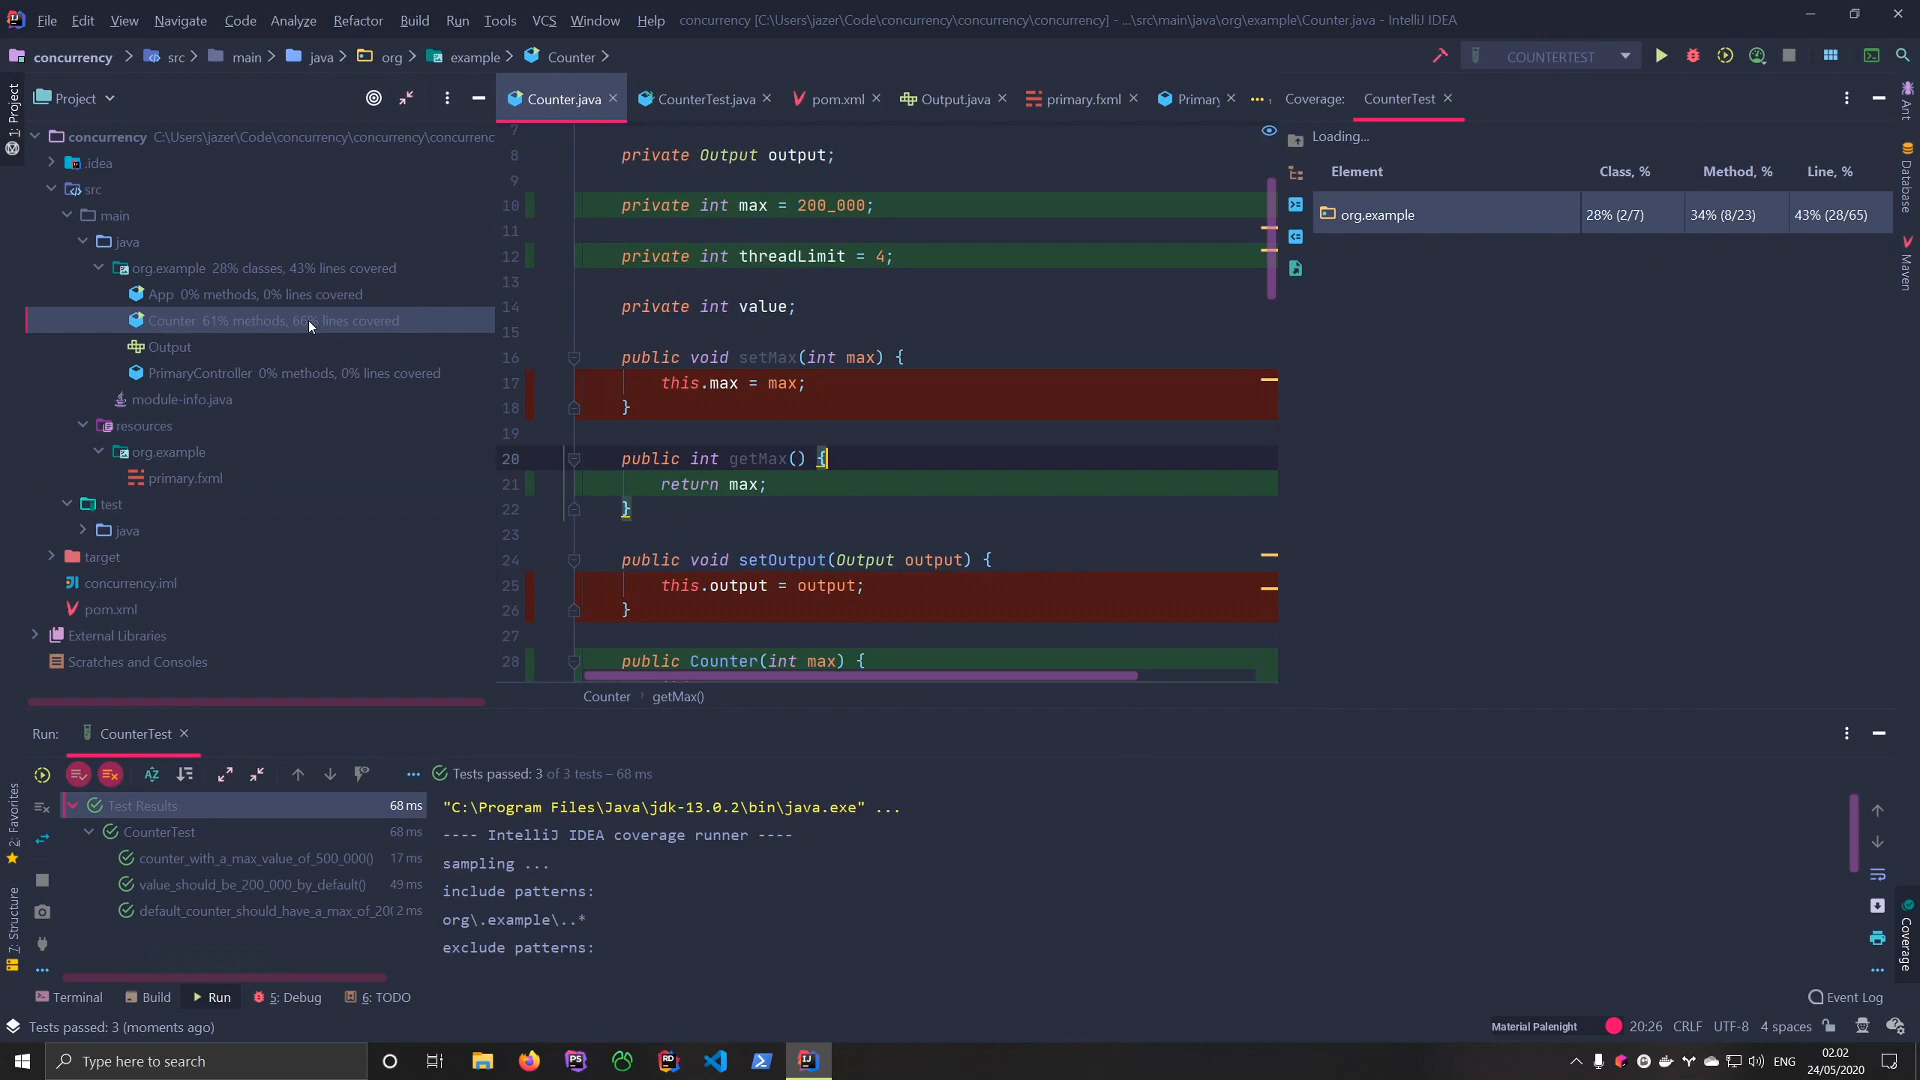 File Edit View Navigate Code Analyze Refactor Build Run Tools VCS Window Help concurrency [C:\Users\jazer\Code\concurrency\concurrency\concurrency] - ...\src\main\java\org\example\Counter.java - IntelliJ IDEA
concurrency src main java org example Counter COUNTERTEST
Project Counter.java CounterTest.java pom.xml Output.java primary.fxml Primary Coverage: CounterTest
concurrency C:\Users\jazer\Code\concurrency\concurrency\concurrenc
.idea
src
main
java
org.example 28% classes, 43% lines covered
App 0% methods, 0% lines covered
Counter 61% methods, 66% lines covered
Output
PrimaryController 0% methods, 0% lines covered
module-info.java
resources
org.example
primary.fxml
test
java
target
concurrency.iml
pom.xml
External Libraries
Scratches and Consoles
7
8 private Output output;
9
10 private int max = 200_000;
11
12 private int threadLimit = 4;
13
14 private int value;
15
16 public void setMax(int max) {
17 this.max = max;
18 }
19
20 public int getMax() {
21 return max;
22 }
23
24 public void setOutput(Output output) {
25 this.output = output;
26 }
27
28 public Counter(int max) {
Counter getMax()
Loading...
Element Class, % Method, % Line, %
org.example 28% (2/7) 34% (8/23) 43% (28/65)
1: Project
Ant
Database
Maven
Run: CounterTest
Tests passed: 3 of 3 tests – 68 ms
Test Results 68 ms
CounterTest 68 ms
counter_with_a_max_value_of_500_000() 17 ms
value_should_be_200_000_by_default() 49 ms
default_counter_should_have_a_max_of_20( 2 ms
"C:\Program Files\Java\jdk-13.0.2\bin\java.exe" ...
---- IntelliJ IDEA coverage runner ----
sampling ...
include patterns:
org\.example\..*
exclude patterns:
2: Favorites
7: Structure
Coverage
Terminal Build Run 5: Debug 6: TODO Event Log
Tests passed: 3 (moments ago) Material Palenight 20:26 CRLF UTF-8 4 spaces
Type here to search PS RD IJ ENG 02.02
24/05/2020